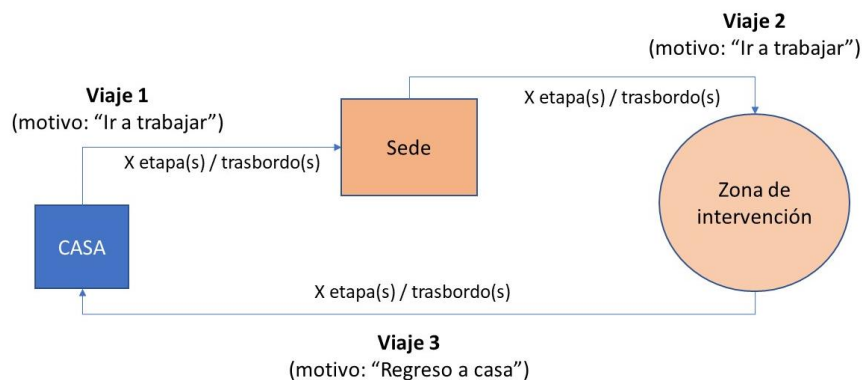 Viaje 2
(motivo: “Ir a trabajar”)
Viaje 1
(motivo: “Ir a trabajar”)
X etapa(s) / trasbordo(s)
Sede
X etapa(s) / trasbordo(s)
Zona de
intervención
CASA
X etapa(s) / trasbordo(s)
Viaje 3
(motivo: “Regreso a casa”)